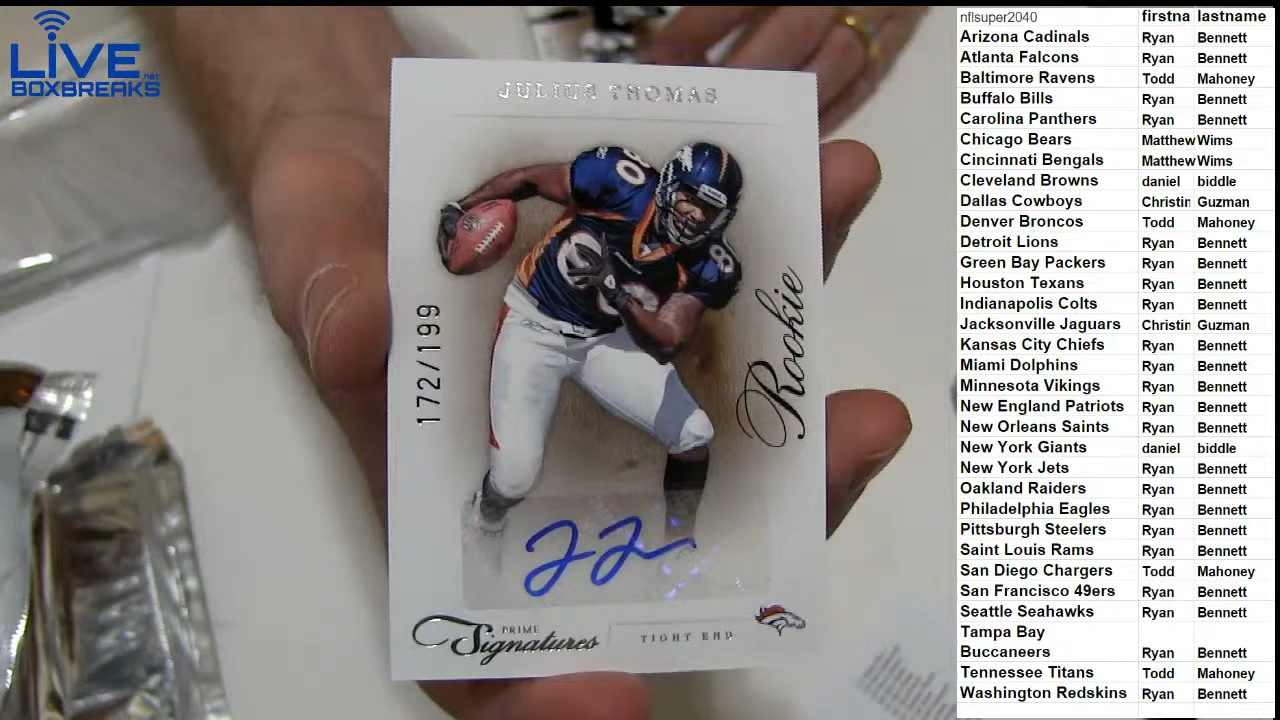 LIVE
.net
BOXBREAKS
JULIUS THOMAS
80
8
172/199
Rookie
PRIME
Signatures
TIGHT END
nflsuper2040 firstna lastname
Arizona Cadinals Ryan Bennett
Atlanta Falcons Ryan Bennett
Baltimore Ravens Todd Mahoney
Buffalo Bills Ryan Bennett
Carolina Panthers Ryan Bennett
Chicago Bears Matthew Wims
Cincinnati Bengals Matthew Wims
Cleveland Browns daniel biddle
Dallas Cowboys Christin Guzman
Denver Broncos Todd Mahoney
Detroit Lions Ryan Bennett
Green Bay Packers Ryan Bennett
Houston Texans Ryan Bennett
Indianapolis Colts Ryan Bennett
Jacksonville Jaguars Christin Guzman
Kansas City Chiefs Ryan Bennett
Miami Dolphins Ryan Bennett
Minnesota Vikings Ryan Bennett
New England Patriots Ryan Bennett
New Orleans Saints Ryan Bennett
New York Giants daniel biddle
New York Jets Ryan Bennett
Oakland Raiders Ryan Bennett
Philadelphia Eagles Ryan Bennett
Pittsburgh Steelers Ryan Bennett
Saint Louis Rams Ryan Bennett
San Diego Chargers Todd Mahoney
San Francisco 49ers Ryan Bennett
Seattle Seahawks Ryan Bennett
Tampa Bay
Buccaneers Ryan Bennett
Tennessee Titans Todd Mahoney
Washington Redskins Ryan Bennett